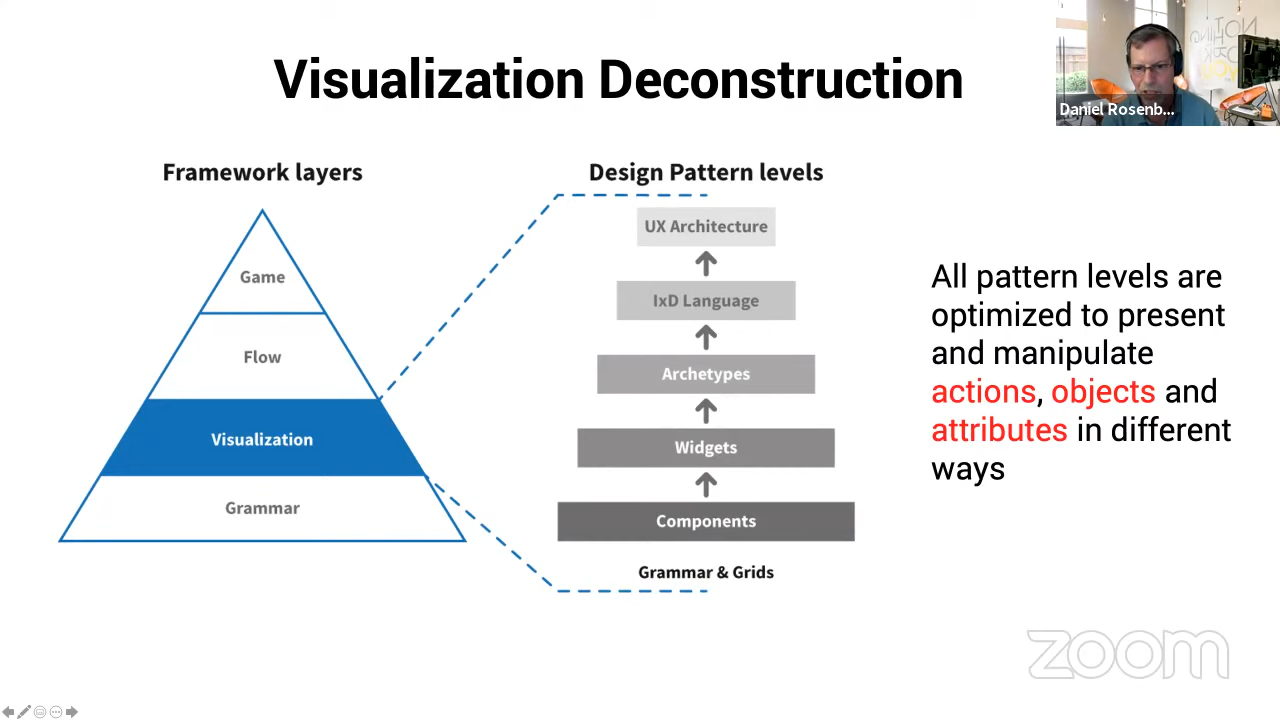 Visualization Deconstruction
Daniel Rosenb...
Framework layers
Game
Flow
Visualization
Grammar
Design Pattern levels
UX Architecture
IxD Language
Archetypes
Widgets
Components
Grammar & Grids
All pattern levels are
optimized to present
and manipulate
actions, objects and
attributes in different
ways
zoom